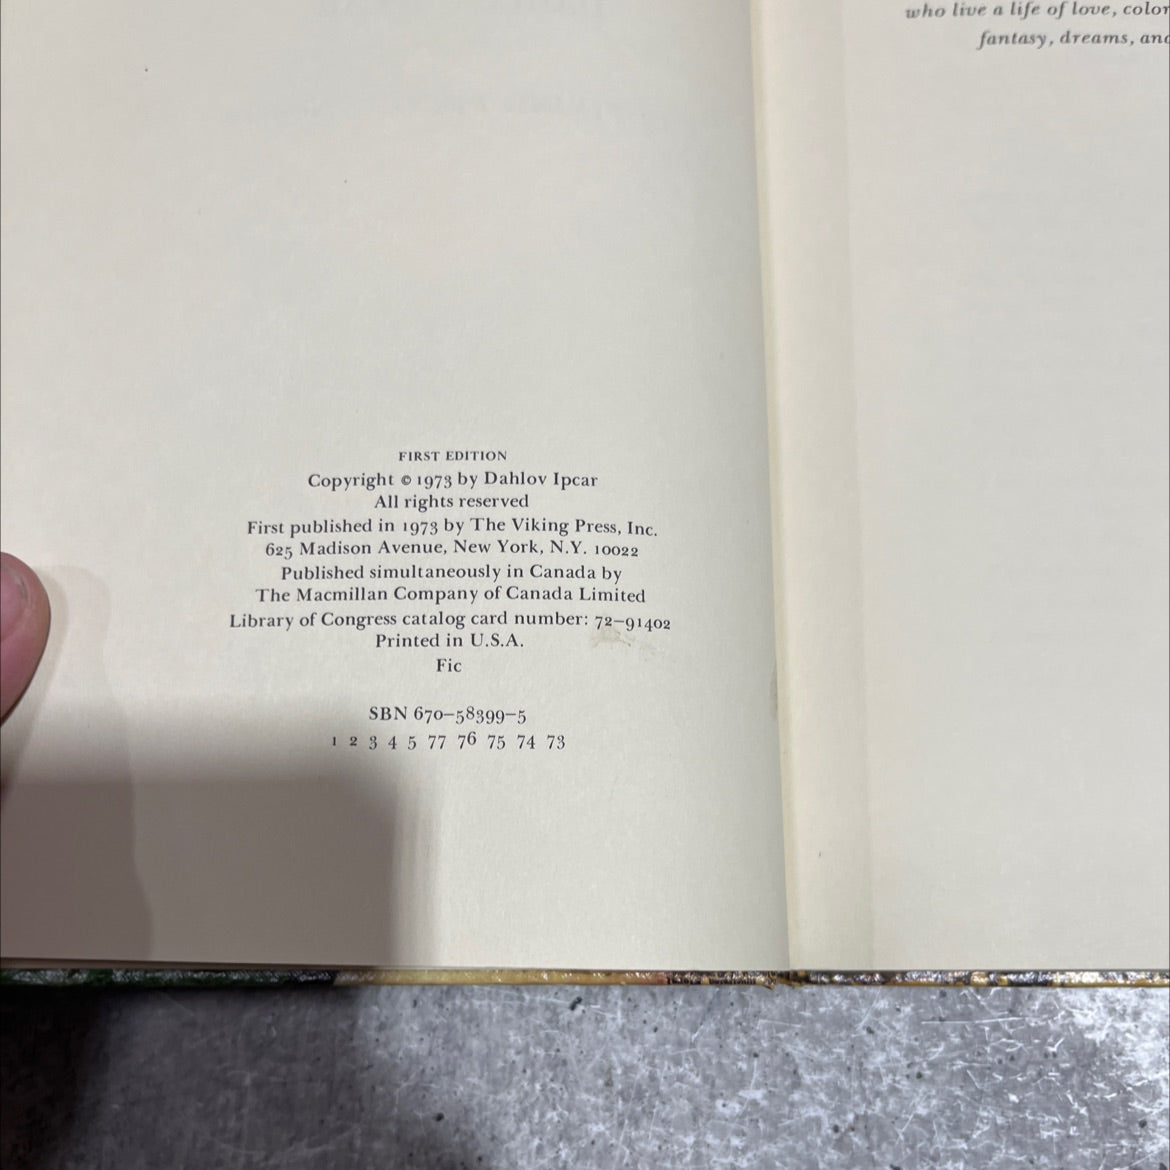 FIRST EDITION
Copyright © 1973 by Dahlov Ipcar
All rights reserved
First published in 1973 by The Viking Press, Inc.
625 Madison Avenue, New York, N.Y. 10022
Published simultaneously in Canada by
The Macmillan Company of Canada Limited
Library of Congress catalog card number: 72–91402
Printed in U.S.A.
Fic
SBN 670–58399–5
1 2 3 4 5 77 76 75 74 73
who live a life of love, color
fantasy, dreams, and